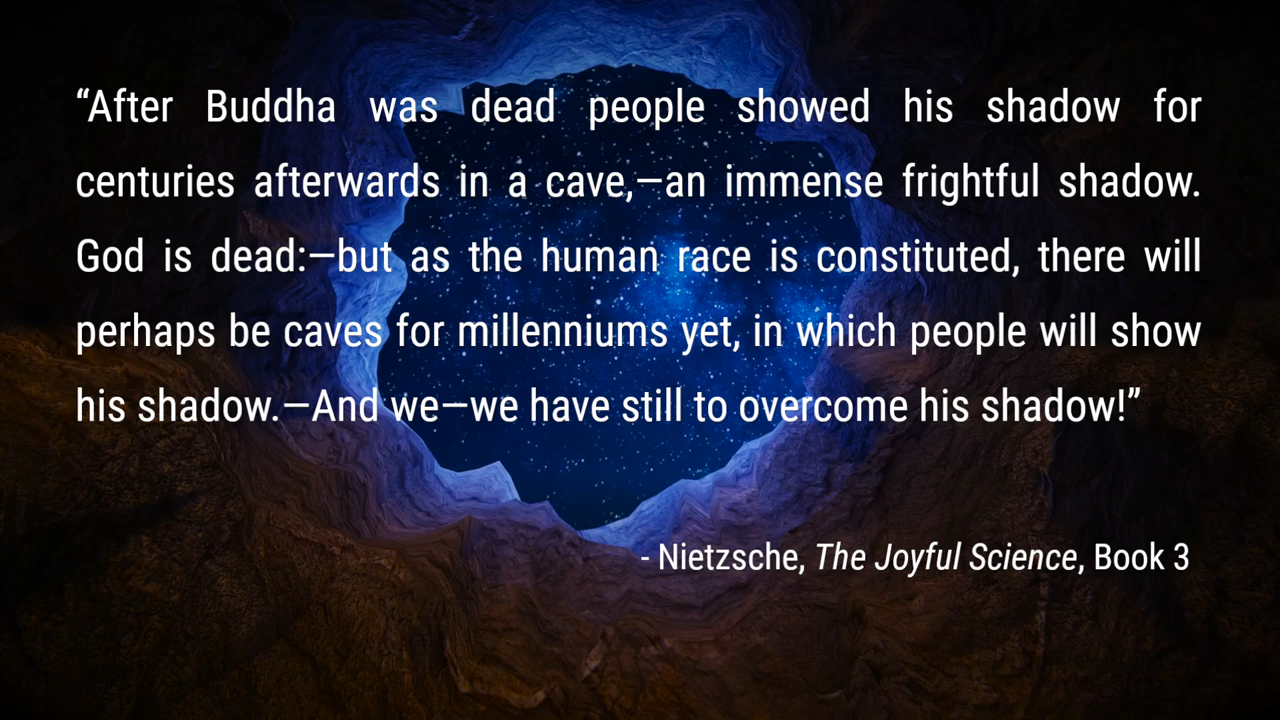 “After Buddha was dead people showed his shadow for
centuries afterwards in a cave,—an immense frightful shadow.
God is dead:—but as the human race is constituted, there will
perhaps be caves for millenniums yet, in which people will show
his shadow.—And we—we have still to overcome his shadow!”
- Nietzsche, The Joyful Science, Book 3